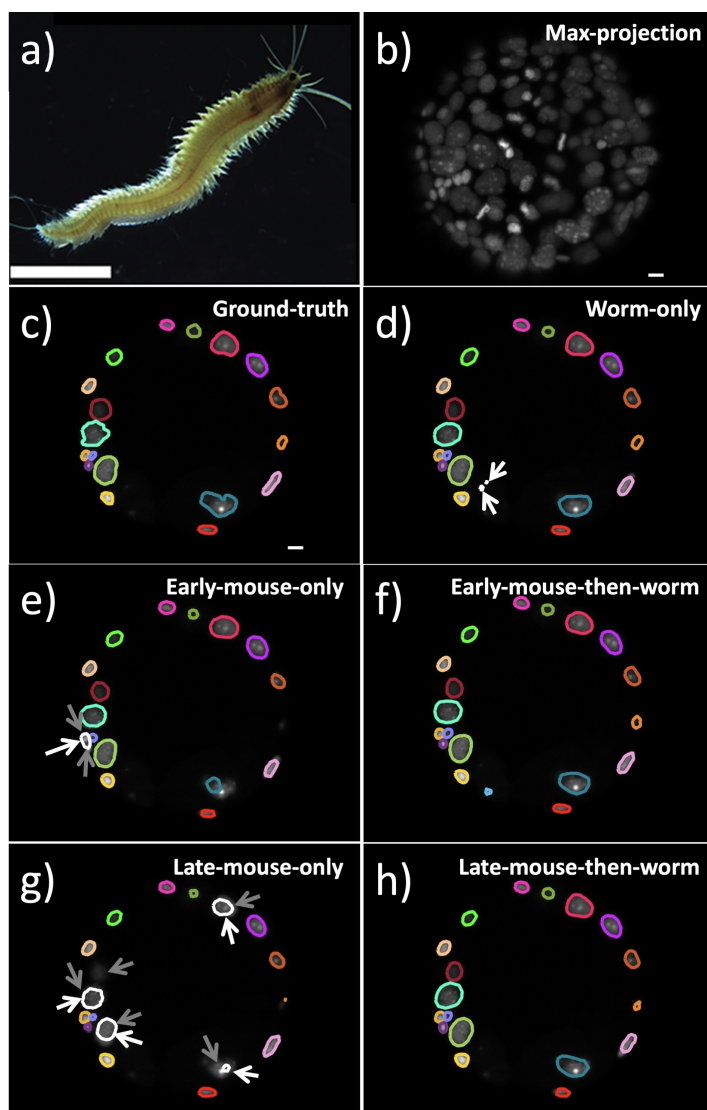 a)
b)
Max-projection
c)
Ground-truth
d)
Worm-only
e)
Early-mouse-only
f)
Early-mouse-then-worm
g)
Late-mouse-only
h)
Late-mouse-then-worm